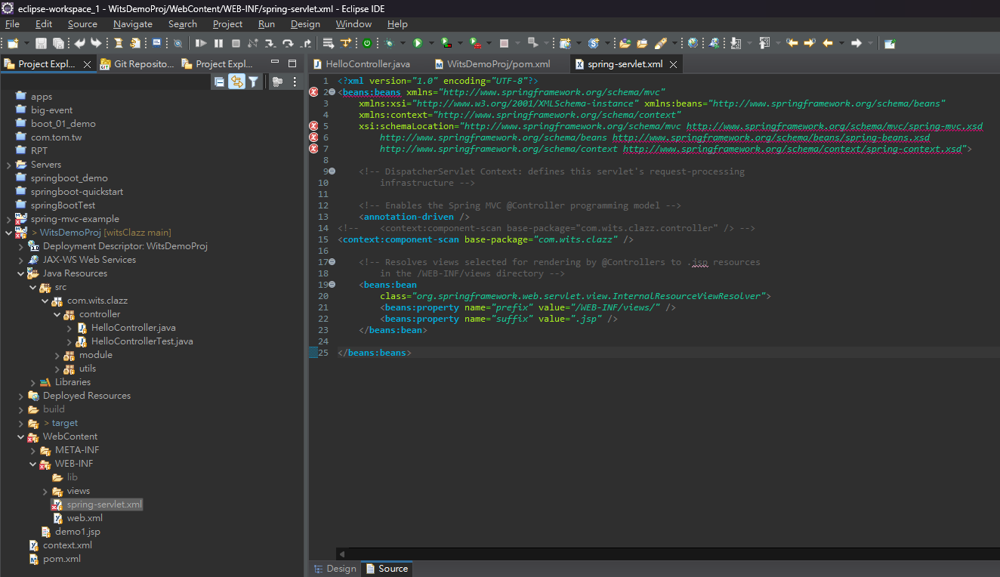 eclipse-workspace_1 - WitsDemoProj/WebContent/WEB-INF/spring-servlet.xml - Eclipse IDE
File Edit Source Navigate Search Project Run Design Window Help
Project Expl... Git Reposito... Project Expl...
HelloController.java WitsDemoProj/pom.xml spring-servlet.xml
apps
big-event
boot_01_demo
com.tom.tw
RPT
Servers
springboot_demo
springboot-quickstart
springBootTest
spring-mvc-example
> WitsDemoProj [witsClazz main]
Deployment Descriptor: WitsDemoProj
JAX-WS Web Services
Java Resources
src
com.wits.clazz
controller
HelloController.java
HelloControllerTest.java
module
utils
Libraries
Deployed Resources
build
> target
WebContent
META-INF
WEB-INF
lib
views
spring-servlet.xml
web.xml
demo1.jsp
context.xml
pom.xml
1 <?xml version="1.0" encoding="UTF-8"?>
2 <beans:beans xmlns="http://www.springframework.org/schema/mvc"
3 xmlns:xsi="http://www.w3.org/2001/XMLSchema-instance" xmlns:beans="http://www.springframework.org/schema/beans"
4 xmlns:context="http://www.springframework.org/schema/context"
5 xsi:schemaLocation="http://www.springframework.org/schema/mvc http://www.springframework.org/schema/mvc/spring-mvc.xsd
6 http://www.springframework.org/schema/beans http://www.springframework.org/schema/beans/spring-beans.xsd
7 http://www.springframework.org/schema/context http://www.springframework.org/schema/context/spring-context.xsd">
8
9 <!-- DispatcherServlet Context: defines this servlet's request-processing
10 infrastructure -->
11
12 <!-- Enables the Spring MVC @Controller programming model -->
13 <annotation-driven />
14 <!-- <context:component-scan base-package="com.wits.clazz.controller" /> -->
15 <context:component-scan base-package="com.wits.clazz" />
16
17 <!-- Resolves views selected for rendering by @Controllers to .jsp resources
18 in the /WEB-INF/views directory -->
19 <beans:bean
20 class="org.springframework.web.servlet.view.InternalResourceViewResolver">
21 <beans:property name="prefix" value="/WEB-INF/views/" />
22 <beans:property name="suffix" value=".jsp" />
23 </beans:bean>
24
25 </beans:beans>
Design Source